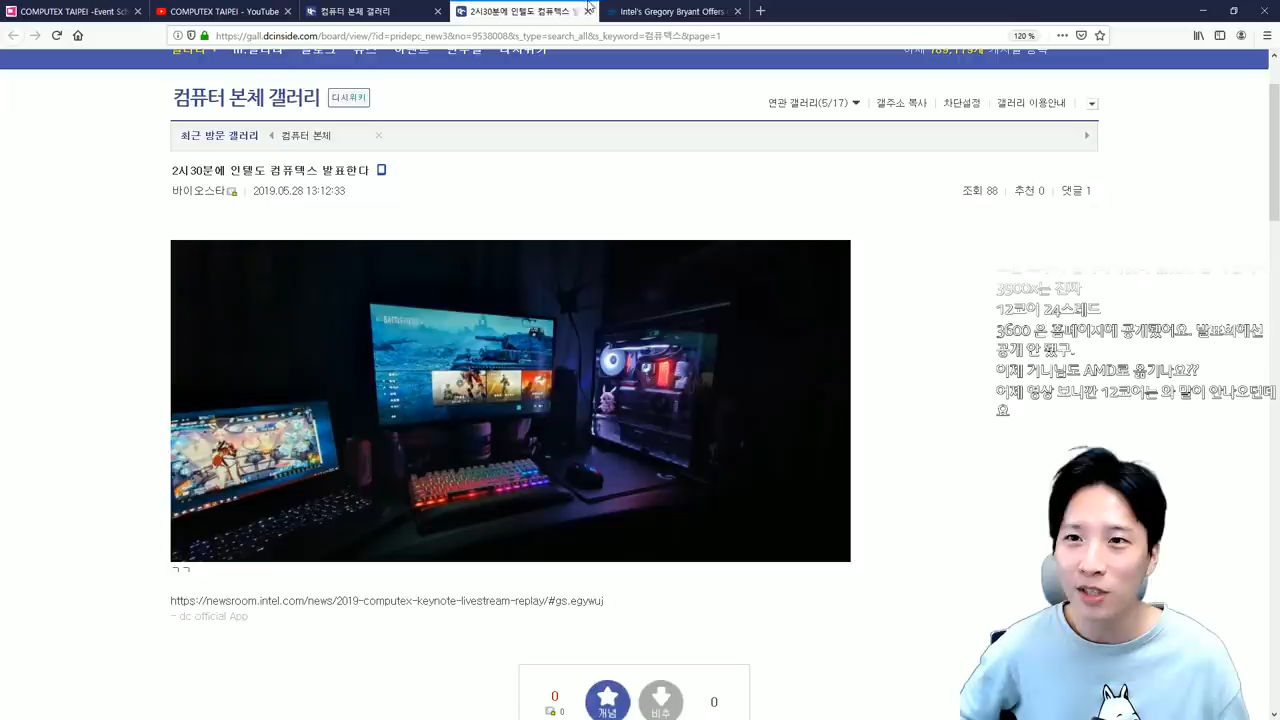 COMPUTEX TAIPEI -Event Sch
COMPUTEX TAIPEI - YouTube
컴퓨터 본체 갤러리
2시30분에 인텔도 컴퓨텍스 발
Intel's Gregory Bryant Offers
https://gall.dcinside.com/board/view/?id=pridepc_new3&no=9538008&s_type=search_all&s_keyword=컴퓨텍스&page=1
120 %
컴퓨터 본체 갤러리
디시위키
연관 갤러리(5/17)
갤주소 복사
차단설정
갤러리 이용안내
최근 방문 갤러리
컴퓨터 본체
2시30분에 인텔도 컴퓨텍스 발표한다
바이오스타
2019.05.28 13:12:33
조회 88
추천 0
댓글 1
3900x는 진짜
12코어 24스레드
3600 은 홈페이지에 공개됐어요. 발표회에선
공개 안 됐구.
이제 거니님도 AMD로 옮기나요??
어제 영상 보니깐 12코어는 와 말이 안나오던데
요
ㄱㄱ
https://newsroom.intel.com/news/2019-computex-keynote-livestream-replay/#gs.egywuj
- dc official App
0
0
개념
비추
0